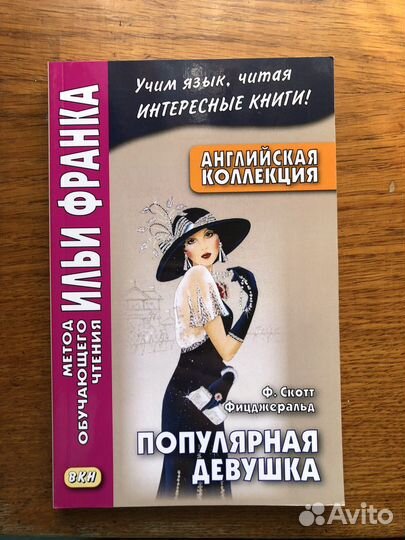 Учим язык, читая
ИНТЕРЕСНЫЕ КНИГИ!
АНГЛИЙСКАЯ
КОЛЛЕКЦИЯ
МЕТОД
ОБУЧАЮЩЕГО
ЧТЕНИЯ
ИЛЬИ ФРАНКА
Ф. Скотт
Фицджеральд
ПОПУЛЯРНАЯ
ДЕВУШКА
ВКН
Avito